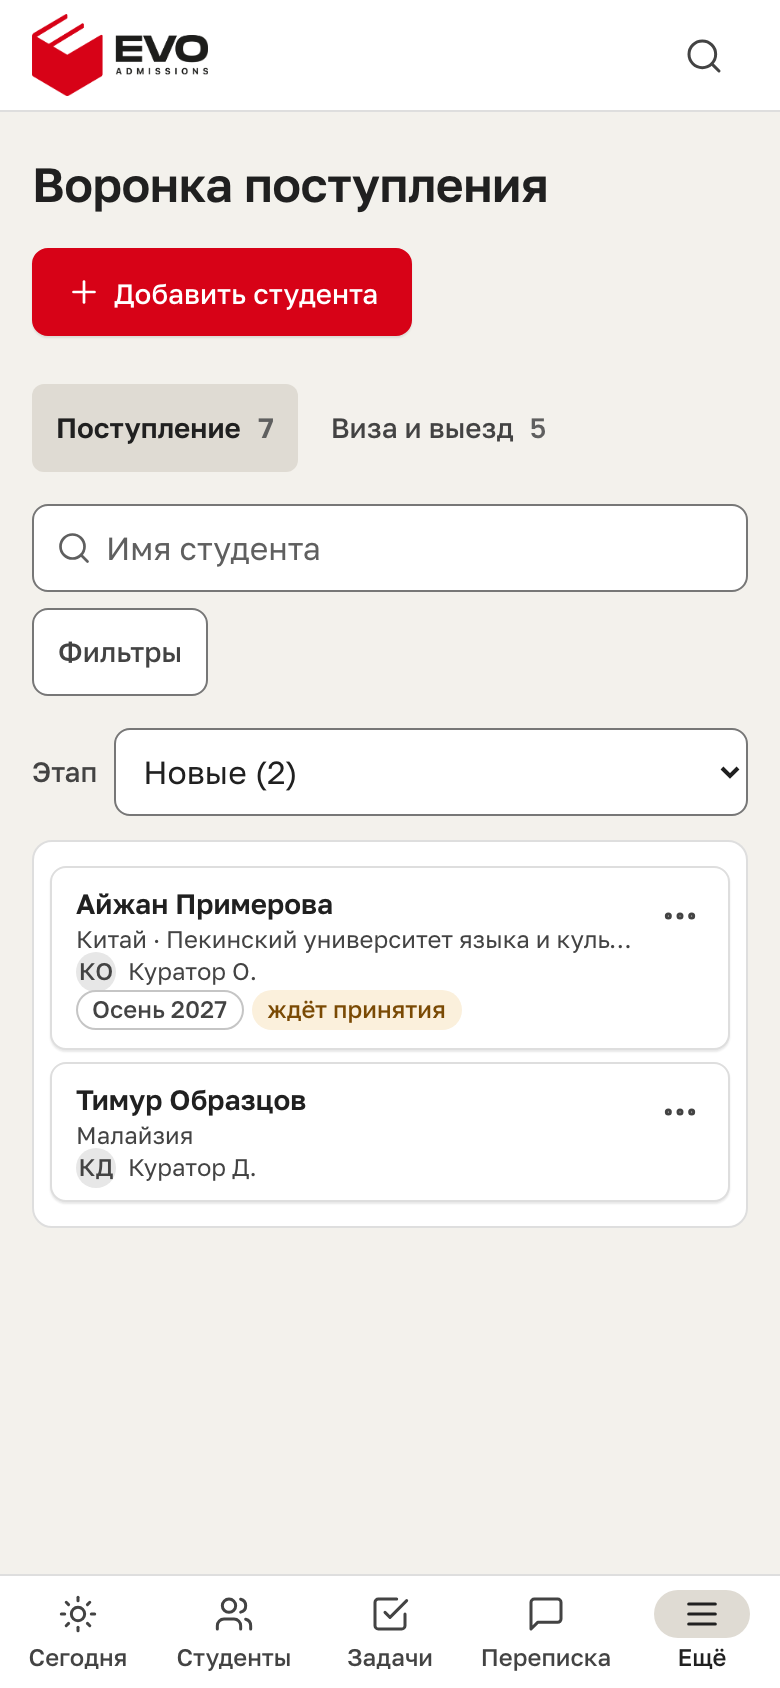 EVO
ADMISSIONS
Воронка поступления
Добавить студента
Поступление 7
Виза и выезд 5
Имя студента
Фильтры
Этап
Новые (2)
Айжан Примерова
Китай · Пекинский университет языка и куль...
КО Куратор О.
Осень 2027 ждёт принятия
Тимур Образцов
Малайзия
КД Куратор Д.
Сегодня
Студенты
Задачи
Переписка
Ещё